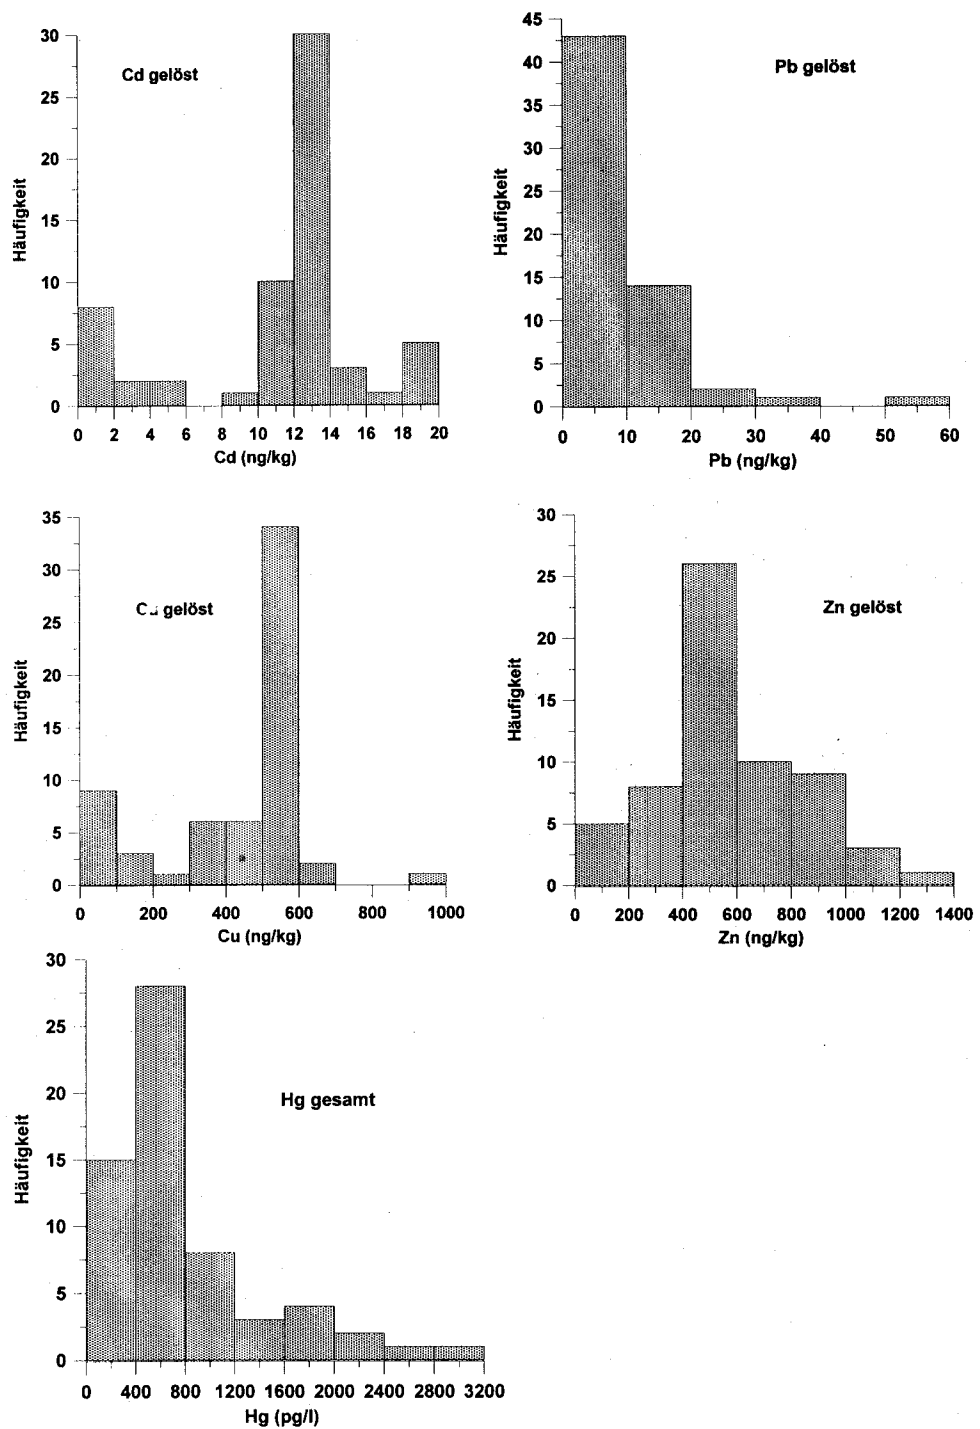 Cd gelöst
Häufigkeit
30
25
20
15
10
5
0
0 2 4 6 8 10 12 14 16 18 20
Cd (ng/kg)
Pb gelöst
Häufigkeit
45
40
35
30
25
20
15
10
5
0
0 10 20 30 40 50 60
Pb (ng/kg)
gelöst
Häufigkeit
35
30
25
20
15
10
5
0
0 200 400 600 800 1000
Cu (ng/kg)
Zn gelöst
Häufigkeit
30
25
20
15
10
5
0
0 200 400 600 800 1000 1200 1400
Zn (ng/kg)
Hg gesamt
Häufigkeit
30
25
20
15
10
5
0
0 400 800 1200 1600 2000 2400 2800 3200
Hg (pg/l)